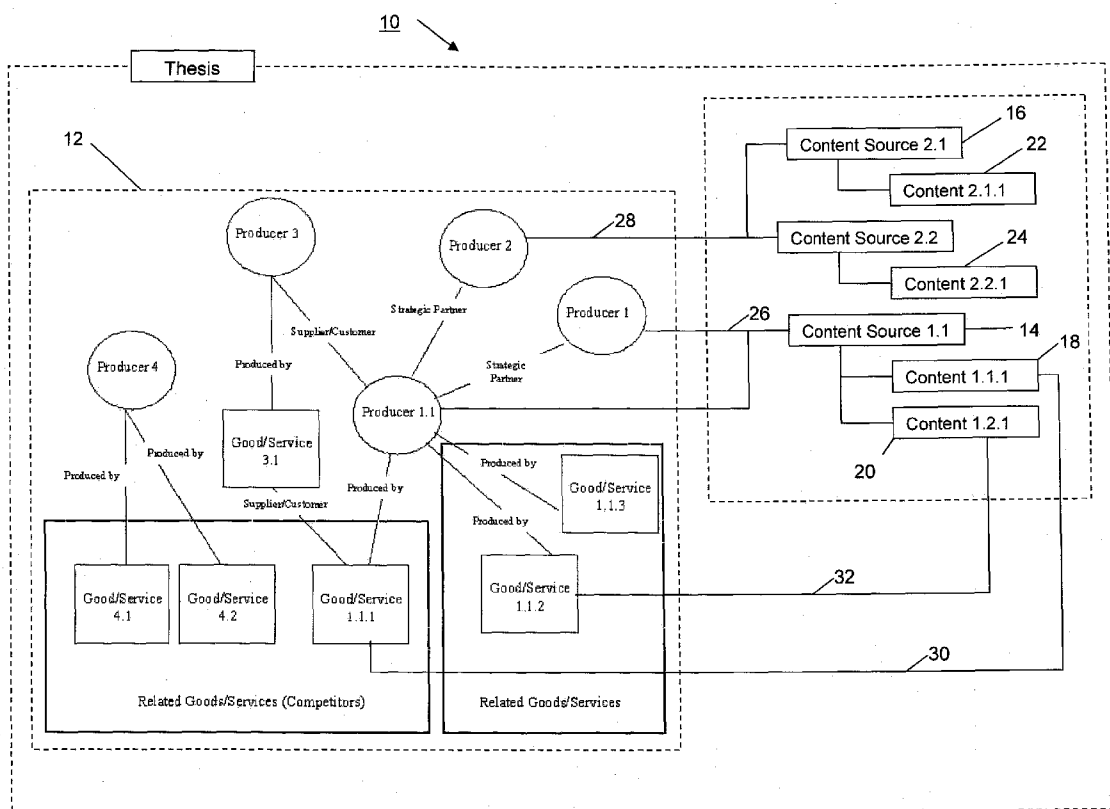 10
Thesis
12
16
Content Source 2.1
22
Content 2.1.1
Producer 3
Producer 2
28
Content Source 2.2
24
Content 2.2.1
Strategic Partner
Producer 1
26
Content Source 1.1
14
Supplier/Customer
18
Content 1.1.1
Producer 4
Produced by
Strategic
Partner
Producer 1.1
Content 1.2.1
20
Good/Service
3.1
Produced by
Produced by
Supplier/Customer
Produced by
Produced by
Good/Service
1.1.3
Produced by
Good/Service
4.1
Good/Service
4.2
Good/Service
1.1.1
Good/Service
1.1.2
32
30
Related Goods/Services (Competitors)
Related Goods/Services